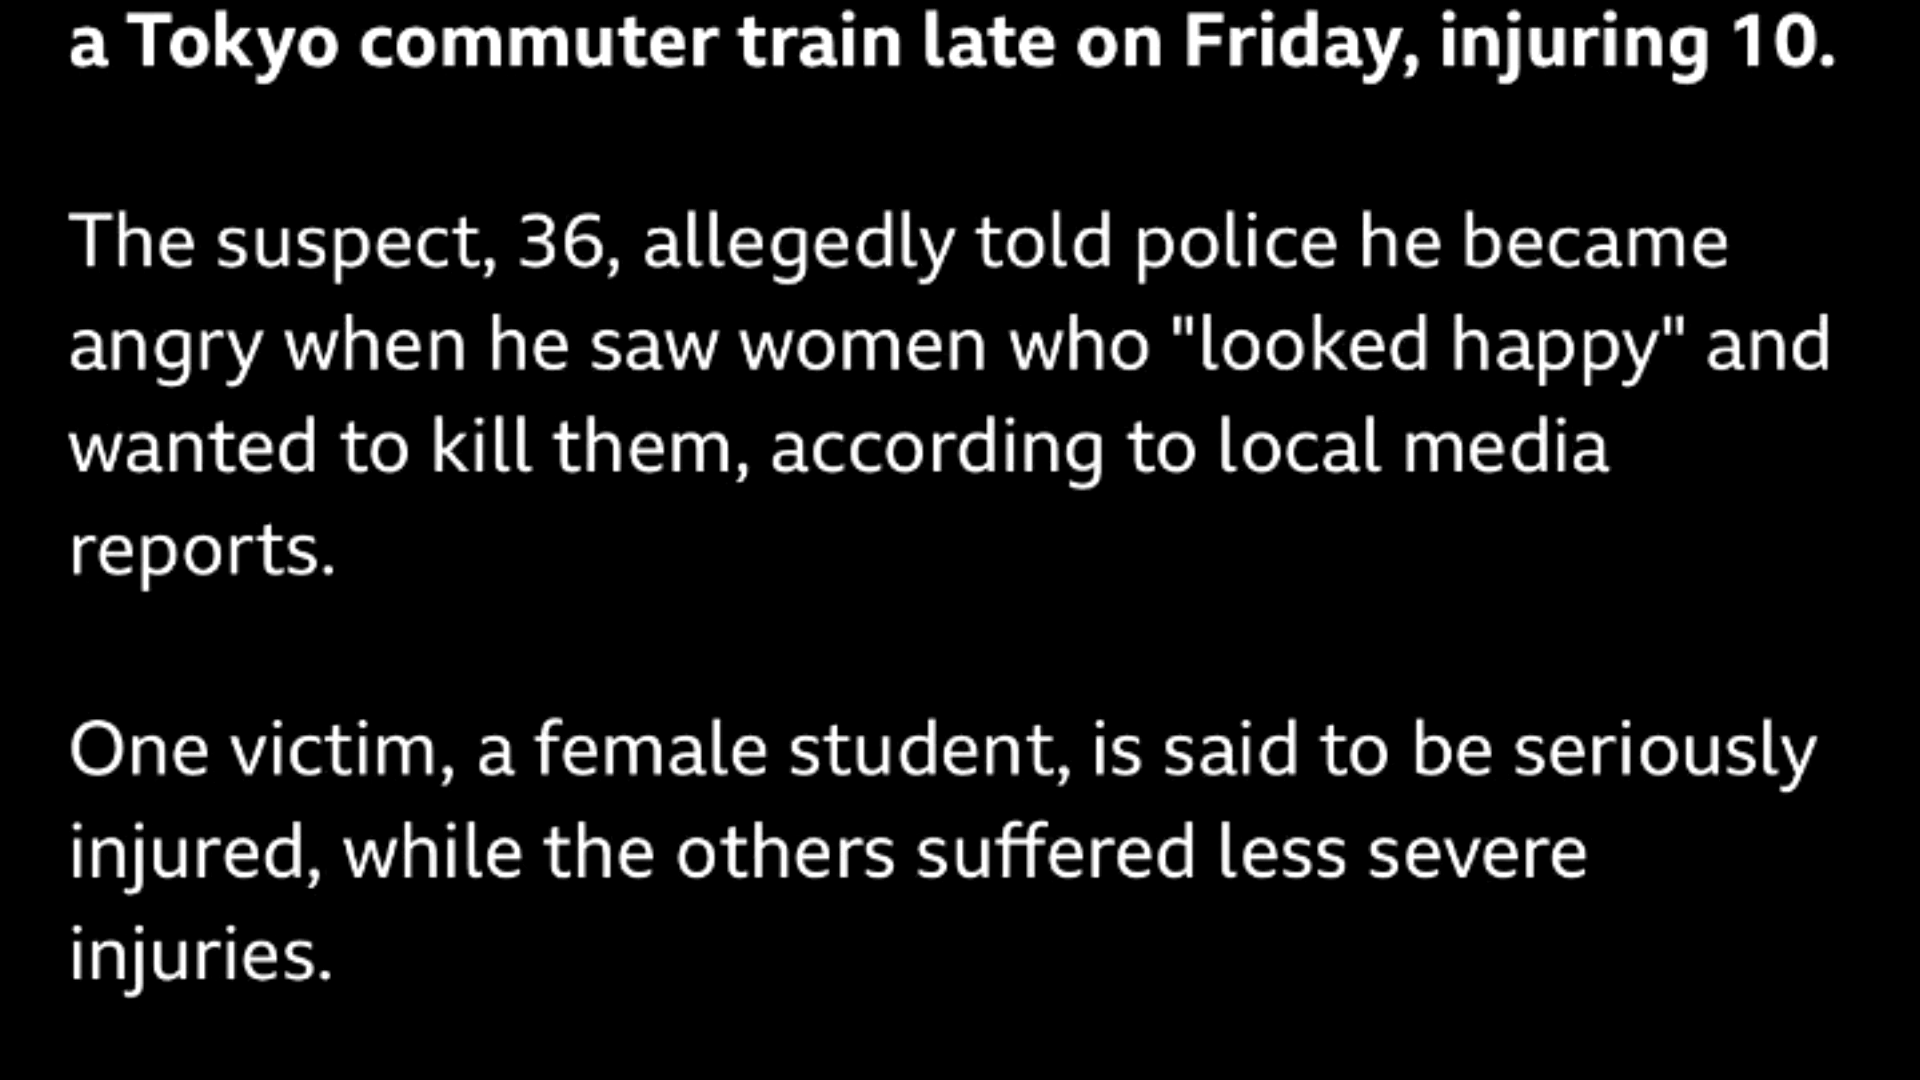 a Tokyo commuter train late on Friday, injuring 10.
The suspect, 36, allegedly told police he became
angry when he saw women who "looked happy" and
wanted to kill them, according to local media
reports.
One victim, a female student, is said to be seriously
injured, while the others suffered less severe
injuries.